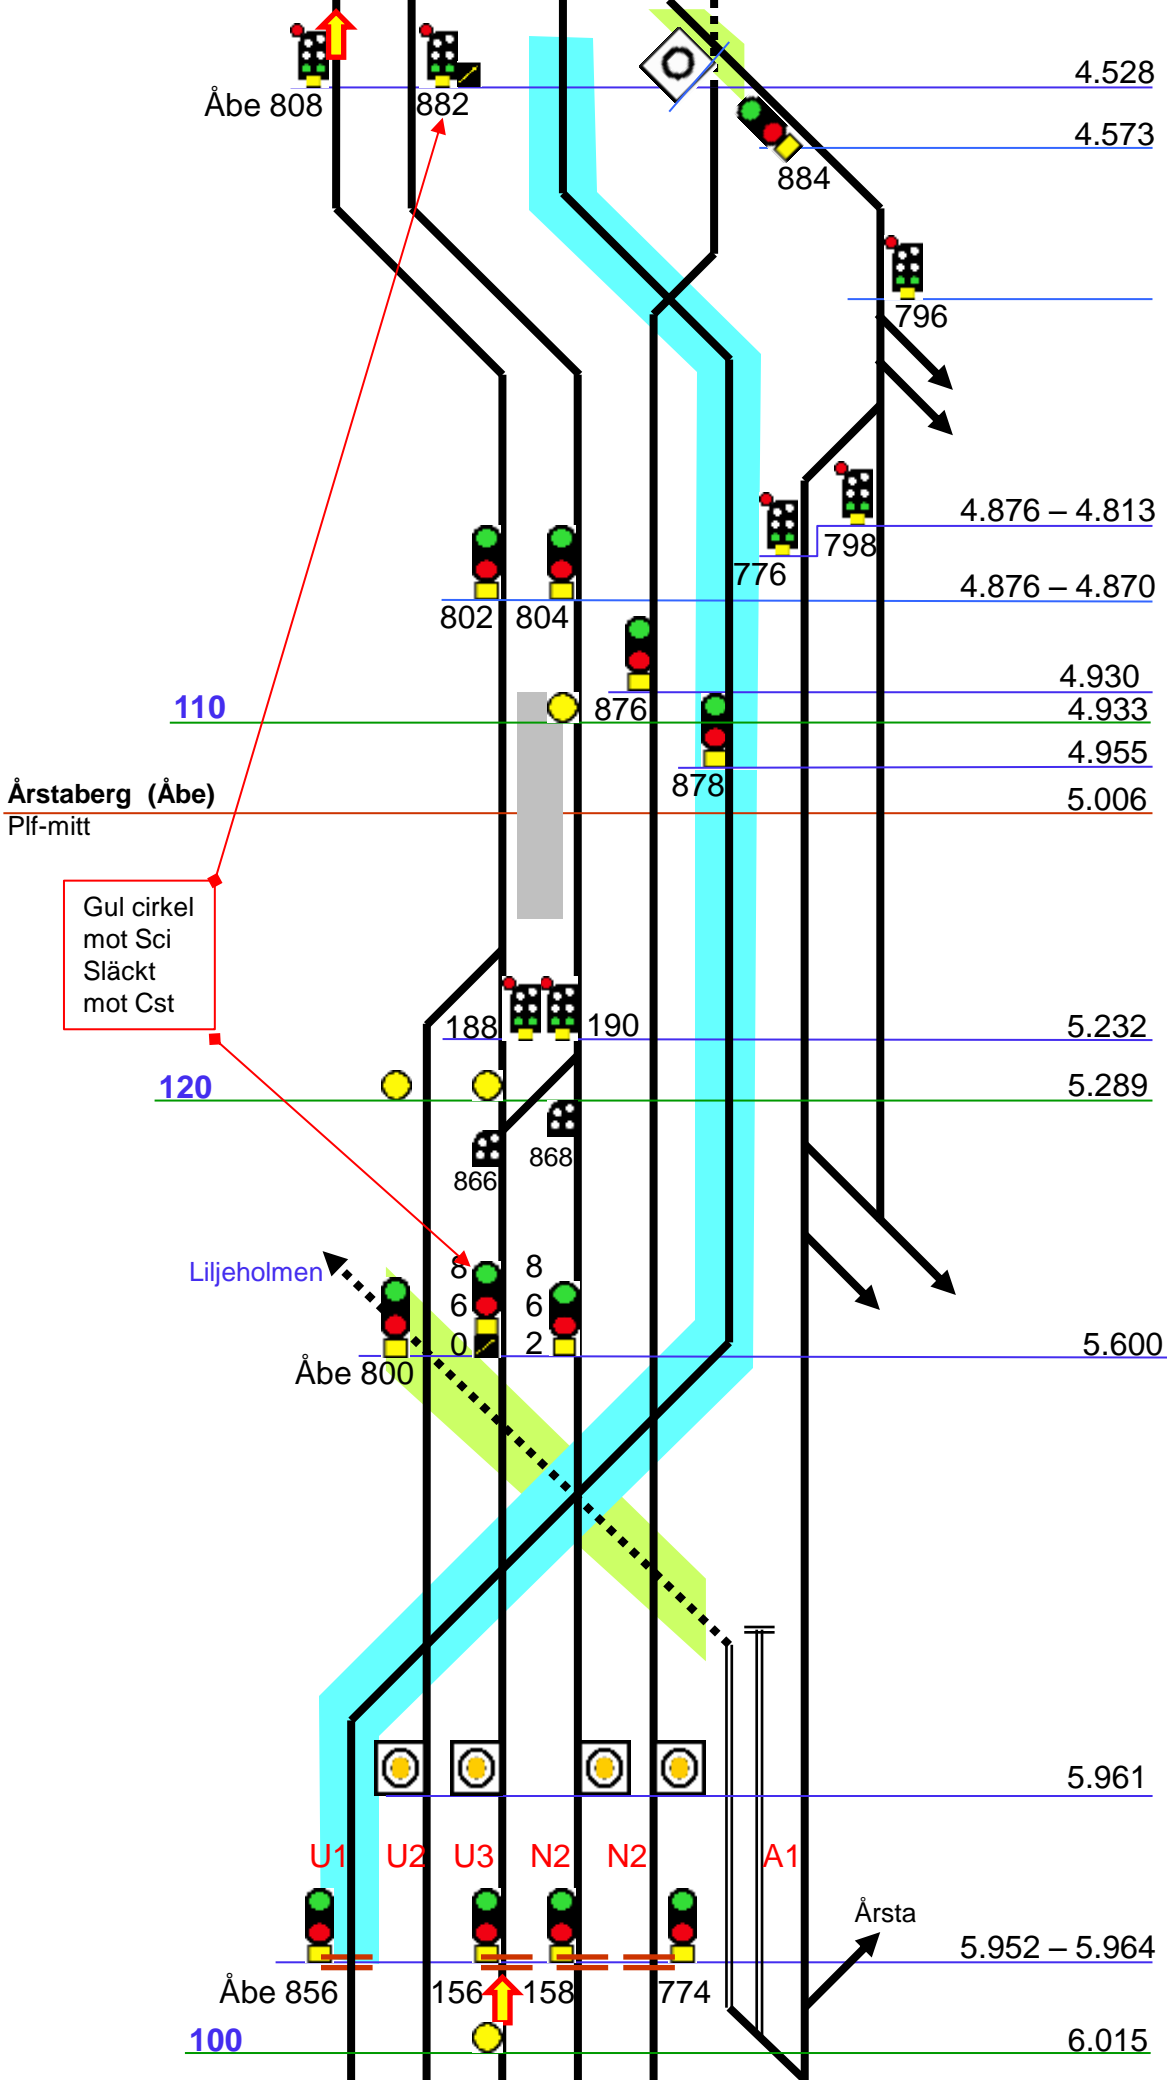 4.528
Åbe 808
882
4.573
884
796
4.876 – 4.813
798
776
4.876 – 4.870
802
804
4.930
110
876
4.933
4.955
878
Årstaberg (Åbe)
5.006
Plf-mitt
Gul cirkel
mot Sci
Släckt
mot Cst
188
190
5.232
120
5.289
868
866
Liljeholmen
8
8
6
6
0
2
5.600
Åbe 800
5.961
U1
U2
U3
N2
N2
A1
Årsta
5.952 – 5.964
Åbe 856
156
158
774
100
6.015